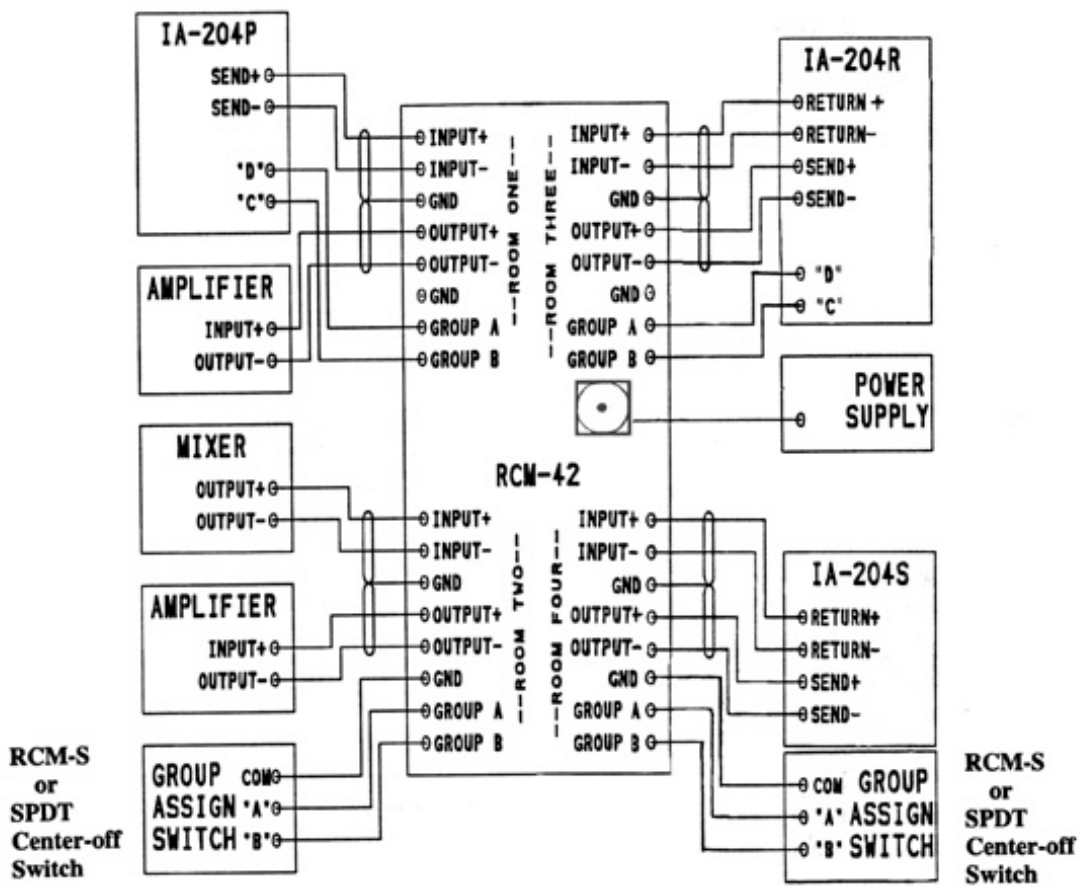 IA-204P
SEND+
SEND-
"D"
"C"
AMPLIFIER
INPUT+
OUTPUT-
MIXER
OUTPUT+
OUTPUT-
AMPLIFIER
INPUT+
OUTPUT-
RCM-S
or
SPDT
Center-off
Switch
GROUP COM
ASSIGN "A"
SWITCH "B"
INPUT+
INPUT-
GND
OUTPUT+
OUTPUT-
GND
GROUP A
GROUP B
--ROOM ONE--
--ROOM THREE--
INPUT+
INPUT-
GND
OUTPUT+
OUTPUT-
GND
GROUP A
GROUP B
RCM-42
INPUT+
INPUT-
GND
OUTPUT+
OUTPUT-
GND
GROUP A
GROUP B
--ROOM TWO--
--ROOM FOUR--
INPUT+
INPUT-
GND
OUTPUT+
OUTPUT-
GND
GROUP A
GROUP B
IA-204R
RETURN +
RETURN-
SEND+
SEND-
"D"
"C"
POWER
SUPPLY
IA-204S
RETURN+
RETURN-
SEND+
SEND-
COM GROUP
"A" ASSIGN
"B" SWITCH
RCM-S
or
SPDT
Center-off
Switch